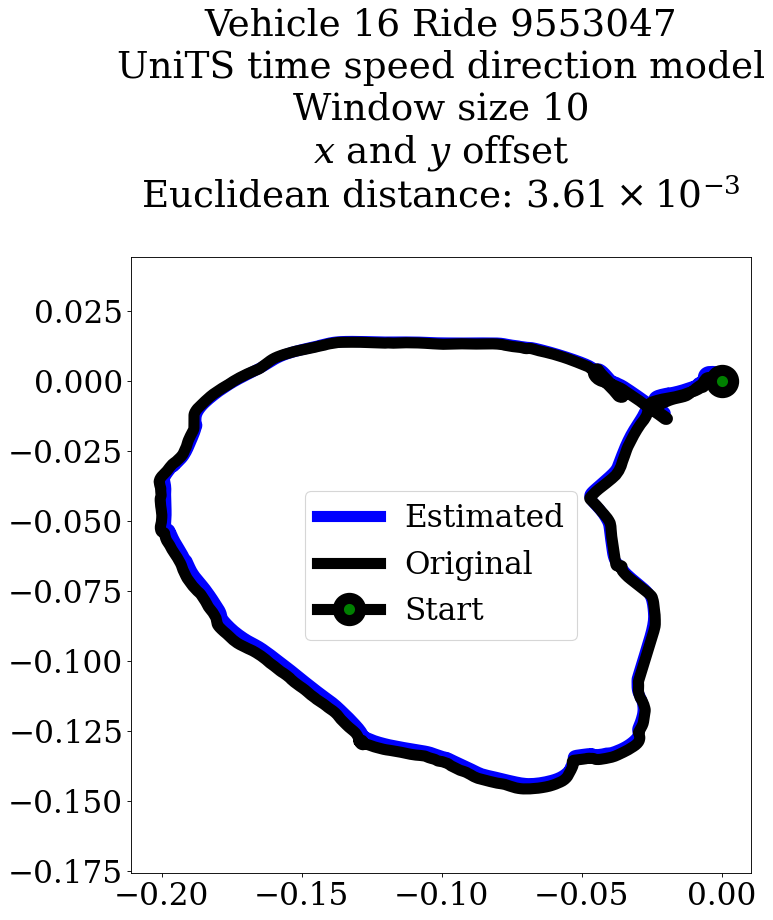 Vehicle 16 Ride 9553047
UniTS time speed direction model
Window size 10
x and y offset
Euclidean distance: 3.61 × 10⁻³
0.025
0.000
−0.025
−0.050
−0.075
−0.100
−0.125
−0.150
−0.175
Estimated
Original
Start
−0.20 −0.15 −0.10 −0.05 0.00